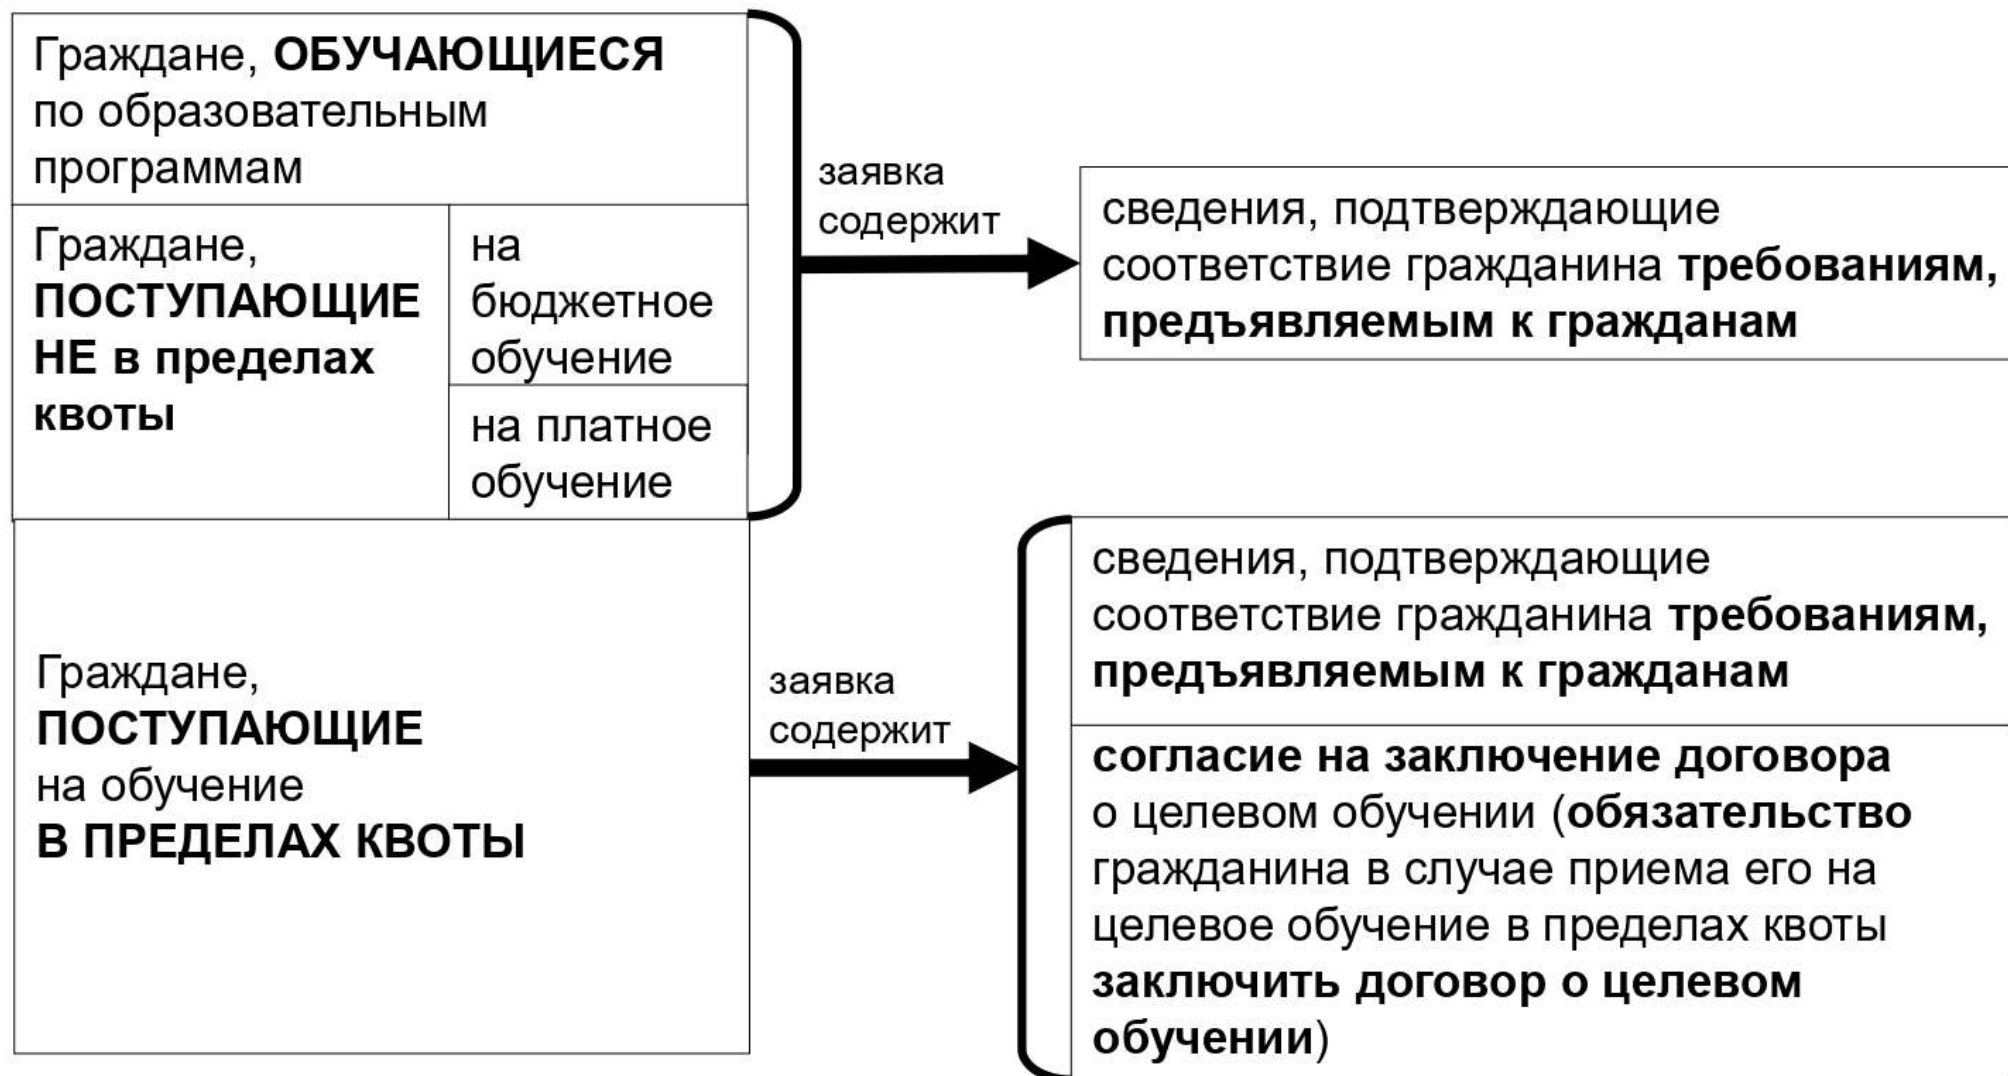 Граждане, ОБУЧАЮЩИЕСЯ
по образовательным
программам
Граждане,
ПОСТУПАЮЩИЕ
НЕ в пределах
квоты
на
бюджетное
обучение
на платное
обучение
заявка
содержит
сведения, подтверждающие
соответствие гражданина требованиям,
предъявляемым к гражданам
Граждане,
ПОСТУПАЮЩИЕ
на обучение
В ПРЕДЕЛАХ КВОТЫ
заявка
содержит
сведения, подтверждающие
соответствие гражданина требованиям,
предъявляемым к гражданам
согласие на заключение договора
о целевом обучении (обязательство
гражданина в случае приема его на
целевое обучение в пределах квоты
заключить договор о целевом
обучении)